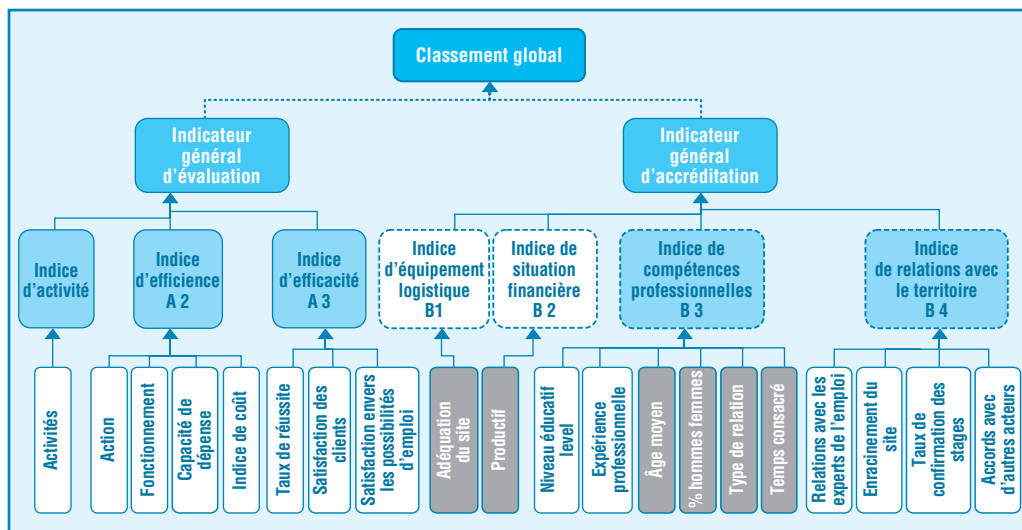 Classement global
Indicateur
général
d'évaluation
Indicateur
général
d'accréditation
Indice
d'activité
Indice
d'efficience
A 2
Indice
d'efficacité
A 3
Indice
d'équipement
logistique
B1
Indice de
situation
financière
B 2
Indice de
compétences
professionnelles
B 3
Indice
de relations avec
le territoire
B 4
Activités
Action
Fonctionnement
Capacité de
dépense
Indice de coût
Taux de réussite
Satisfaction des
clients
Satisfaction envers
les possibilités
d'emploi
Adéquation
du site
Productif
Niveau éducatif
level
Expérience
professionnelle
Âge moyen
% hommes femmes
Type de relation
Temps consacré
Relations avec les
experts de l'emploi
Enracinement du
site
Taux de
confirmation des
stages
Accords avec
d'autres acteurs